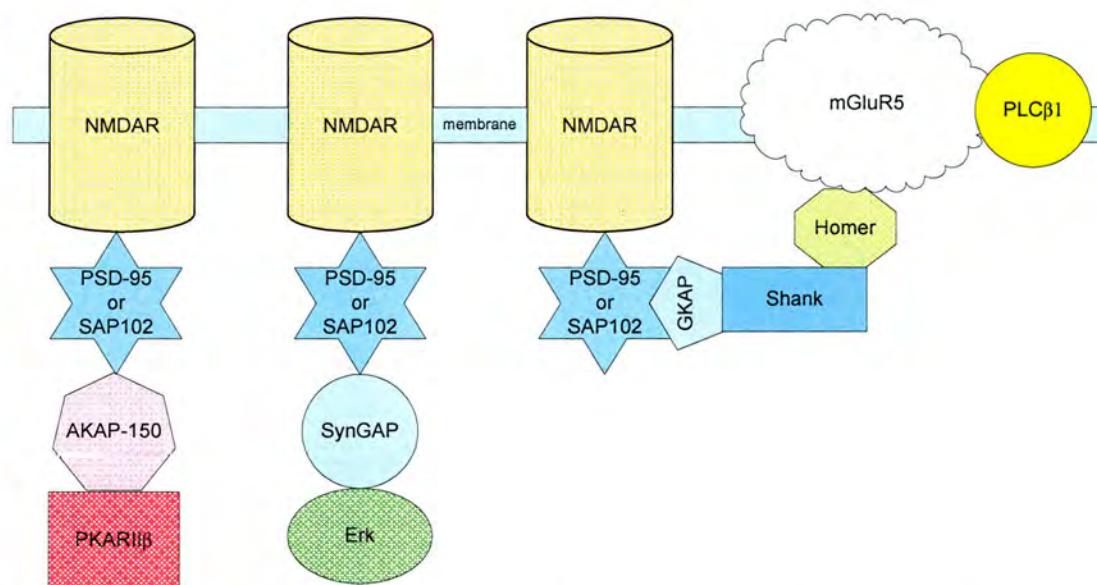 NMDAR
NMDAR
membrane
NMDAR
mGluR5
PLCβ1
Homer
PSD-95
or
SAP102
PSD-95
or
SAP102
PSD-95
or
SAP102
GKAP
Shank
AKAP-150
SynGAP
PKARIIβ
Erk